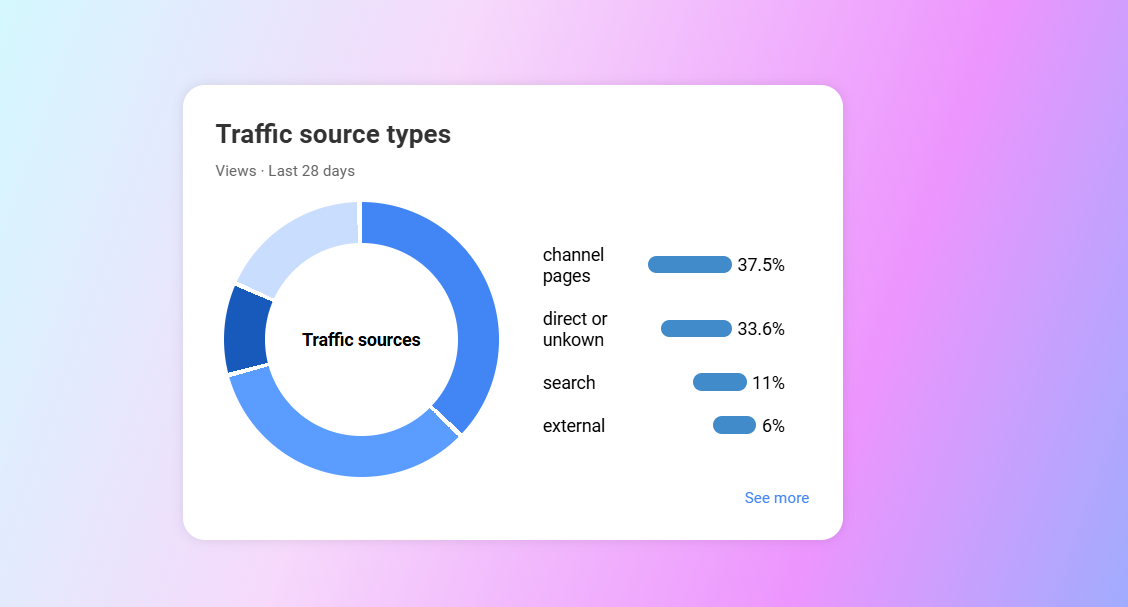 Traffic source types
Views · Last 28 days
Traffic sources
channel
pages
37.5%
direct or
unkown
33.6%
search
11%
external
6%
See more